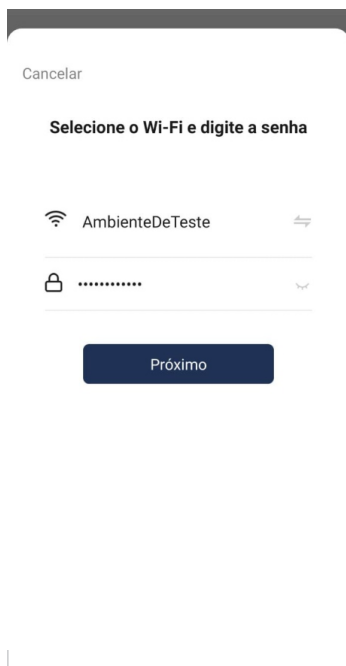 Cancelar
Selecione o Wi-Fi e digite a senha
AmbienteDeTeste
••••••••••••
Próximo